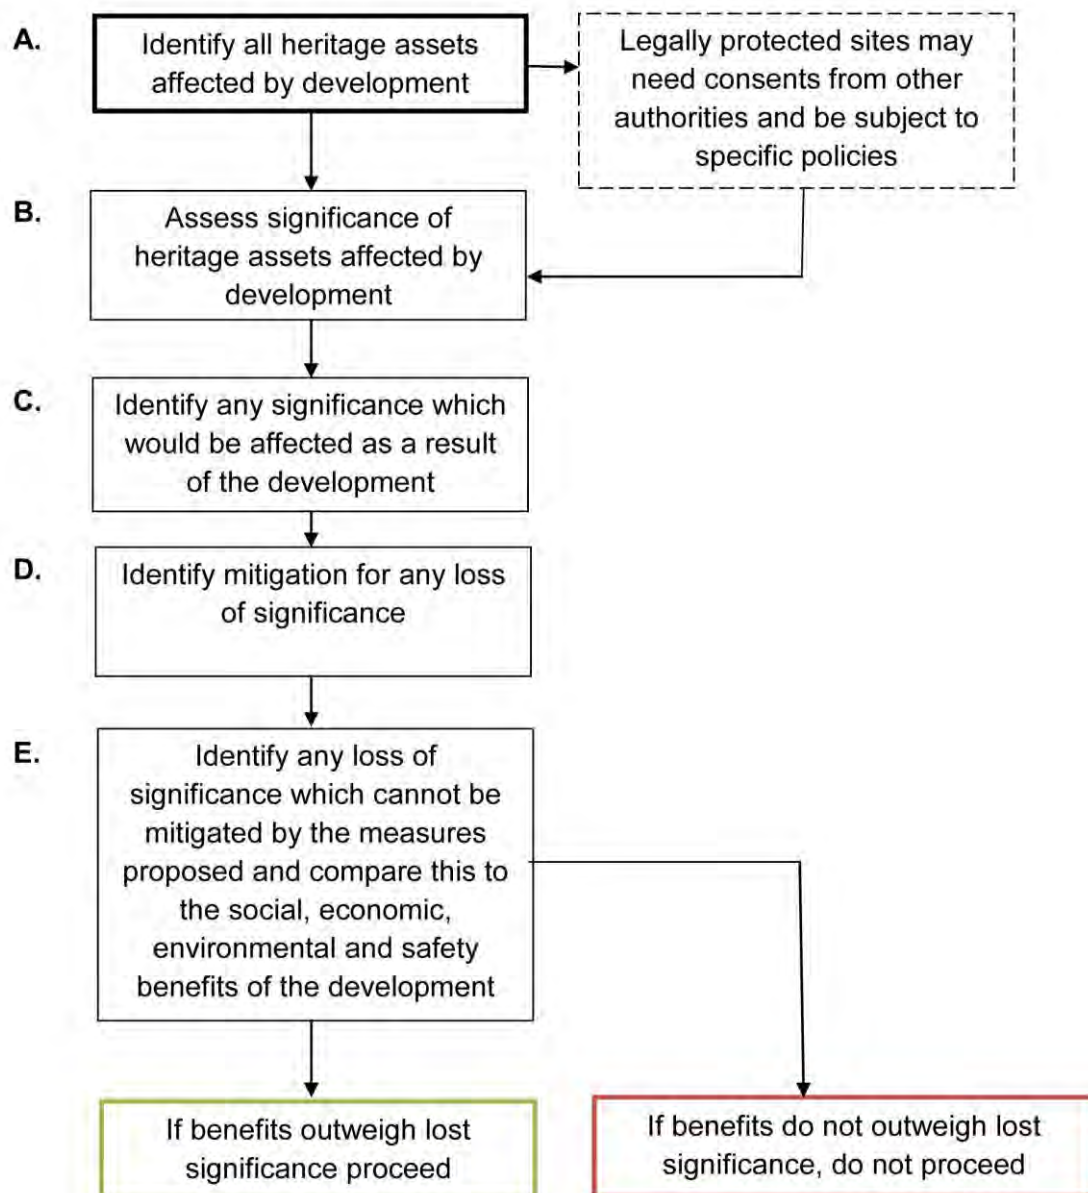 A.
Identify all heritage assets
affected by development
Legally protected sites may
need consents from other
authorities and be subject to
specific policies
B.
Assess significance of
heritage assets affected by
development
C.
Identify any significance which
would be affected as a result
of the development
D.
Identify mitigation for any loss
of significance
E.
Identify any loss of
significance which cannot be
mitigated by the measures
proposed and compare this to
the social, economic,
environmental and safety
benefits of the development
If benefits outweigh lost
significance proceed
If benefits do not outweigh lost
significance, do not proceed